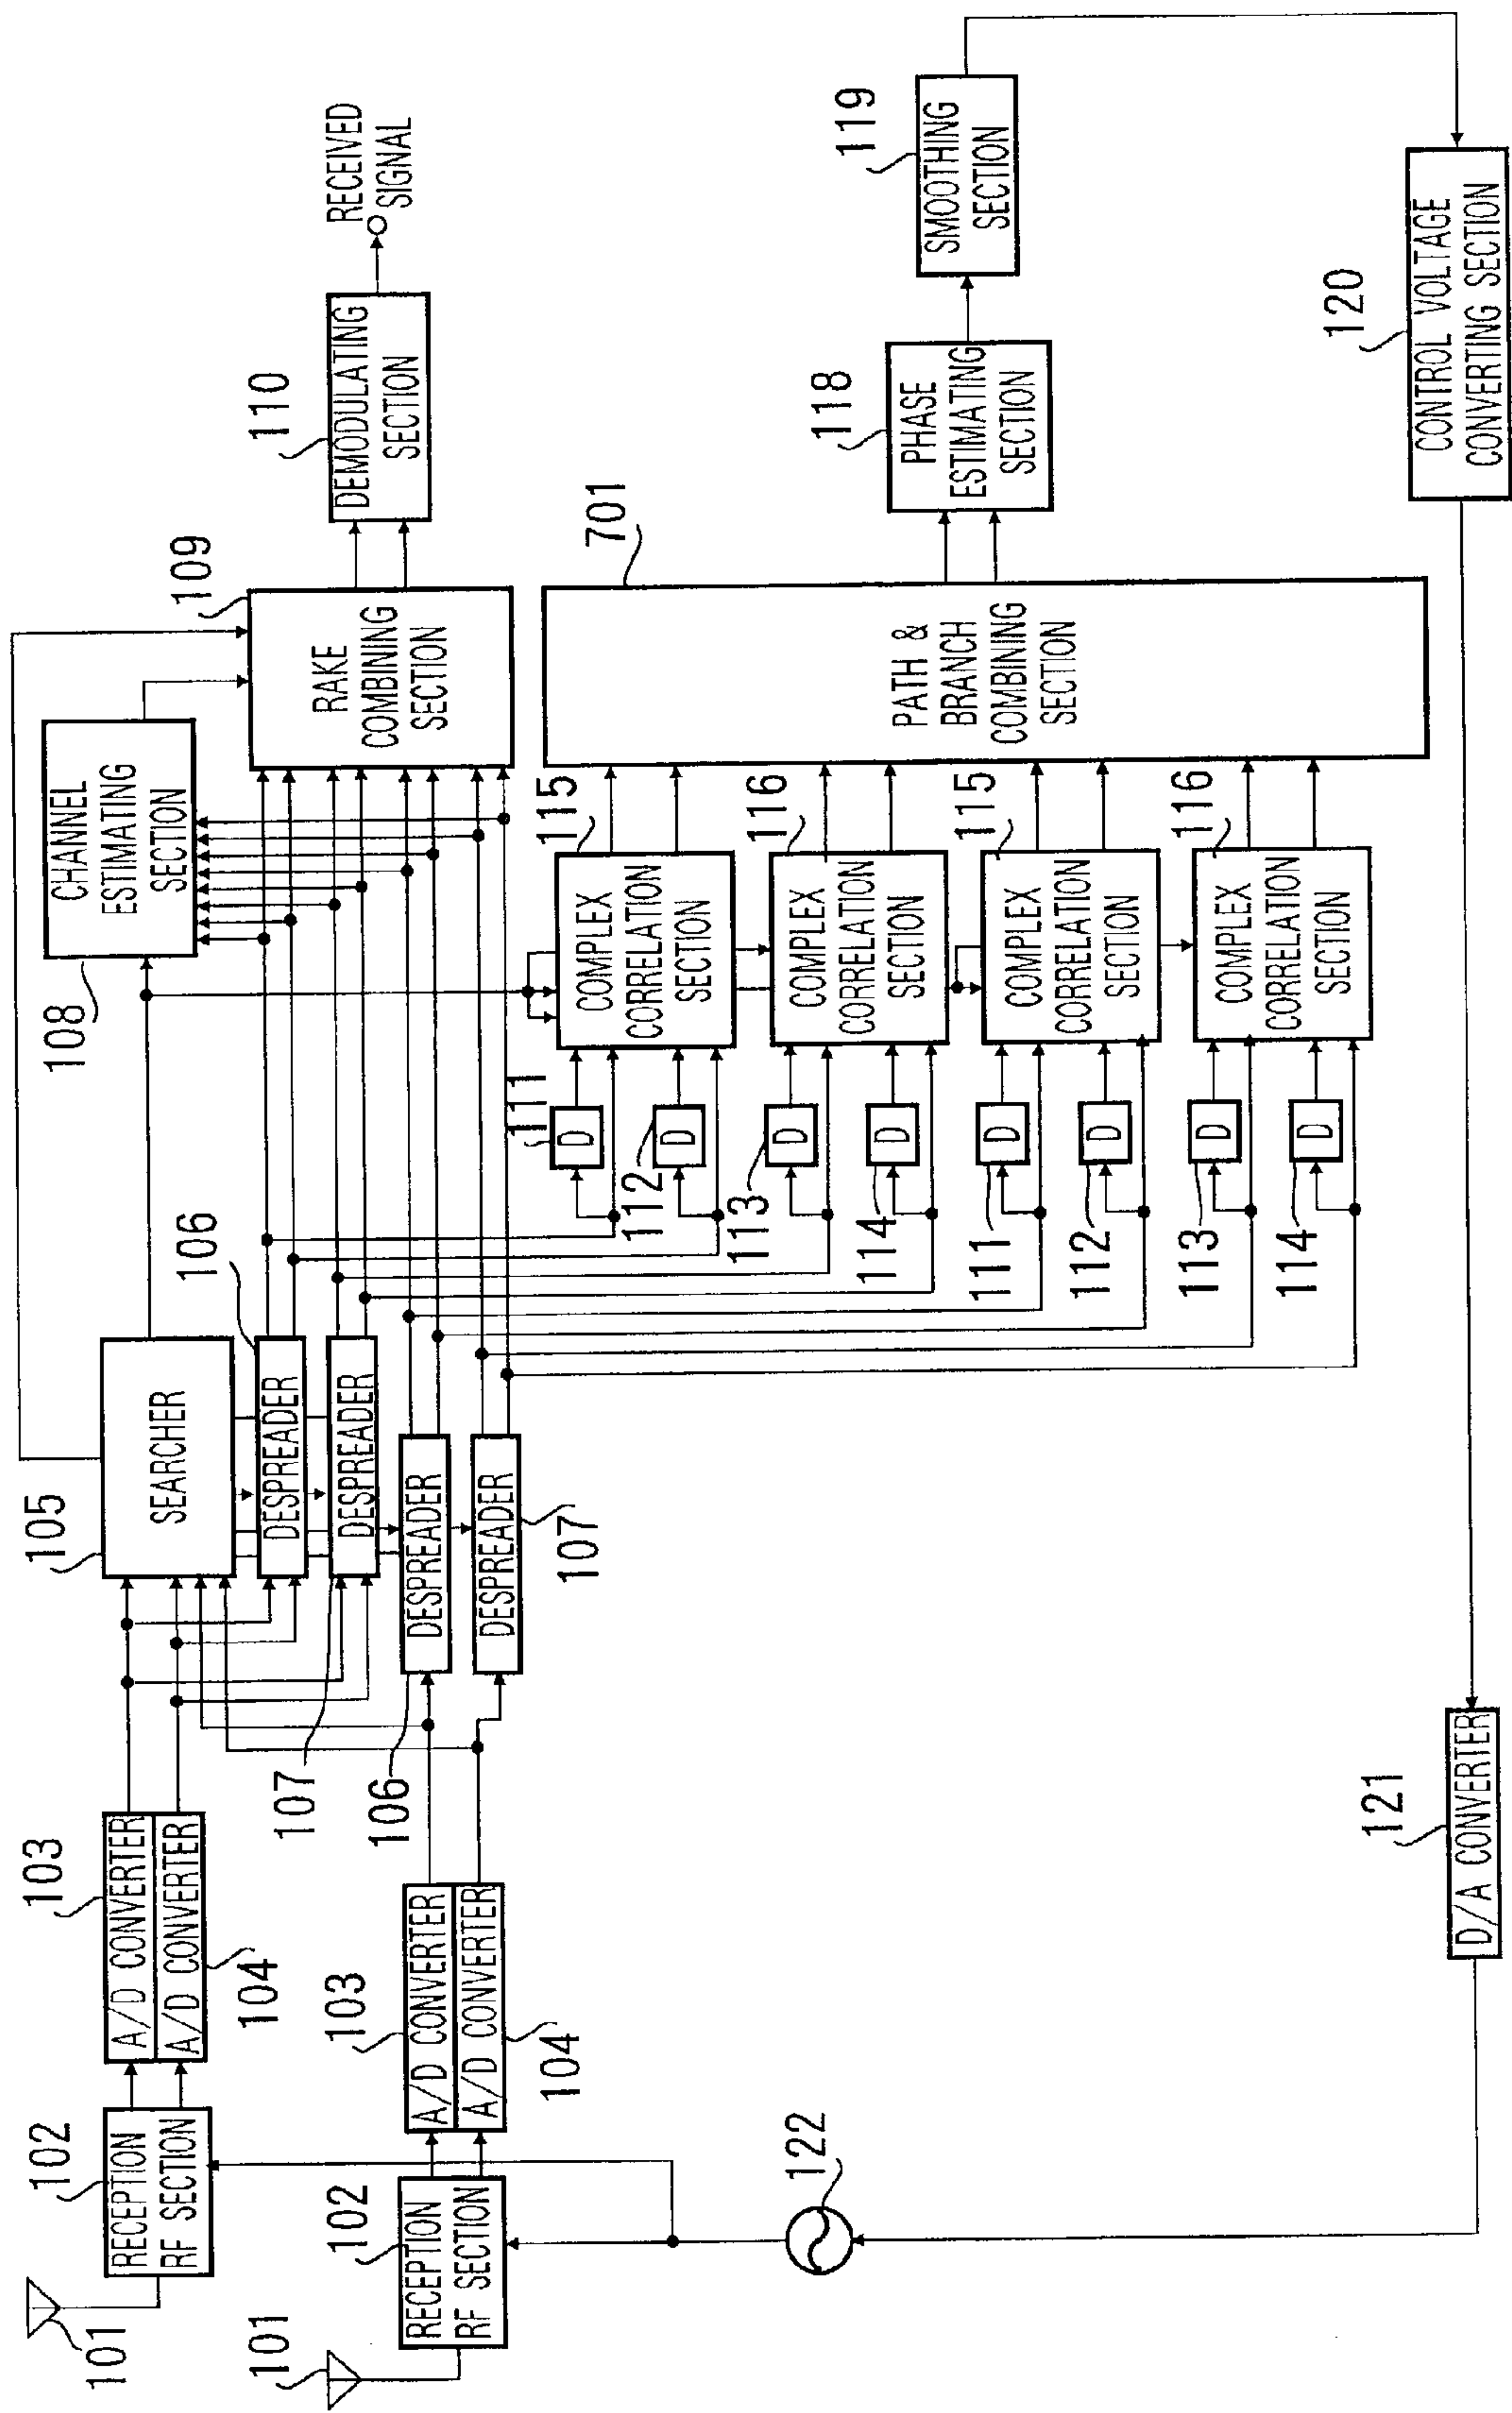 101
102
RECEPTION
RF SECTION
103
A/D CONVERTER
A/D CONVERTER
104
105
SEARCHER
106
DESPREADER
DESPREADER
107
108
CHANNEL
ESTIMATING
SECTION
109
RAKE
COMBINING
SECTION
110
DEMODULATING
SECTION
RECEIVED
SIGNAL
101
102
RECEPTION
RF SECTION
103
A/D CONVERTER
A/D CONVERTER
104
106
DESPREADER
DESPREADER
107
111
D
112
D
115
COMPLEX
CORRELATION
SECTION
113
D
114
D
116
COMPLEX
CORRELATION
SECTION
111
D
112
D
115
COMPLEX
CORRELATION
SECTION
113
D
114
D
116
COMPLEX
CORRELATION
SECTION
701
PATH &
BRANCH
COMBINING
SECTION
118
PHASE
ESTIMATING
SECTION
119
SMOOTHING
SECTION
120
CONTROL VOLTAGE
CONVERTING SECTION
121
D/A CONVERTER
122